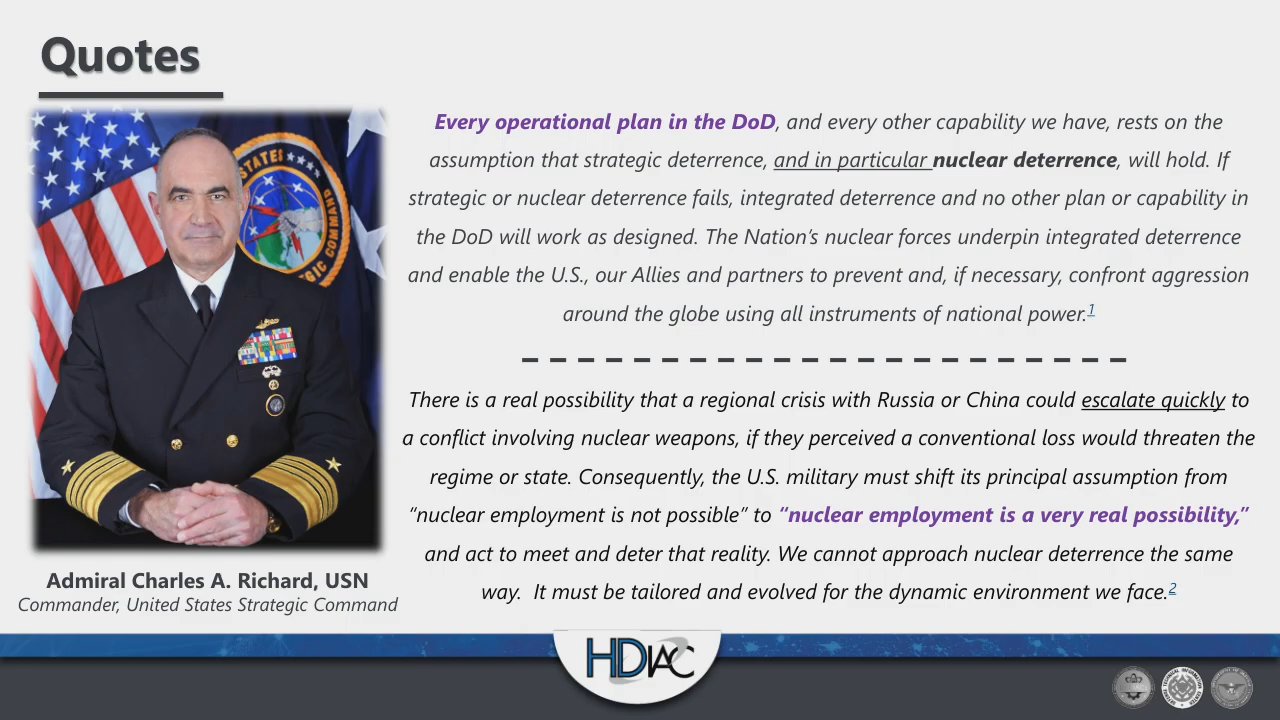 Quotes
STATES
GIC COMMAND
Every operational plan in the DoD, and every other capability we have, rests on the
assumption that strategic deterrence, and in particular nuclear deterrence, will hold. If
strategic or nuclear deterrence fails, integrated deterrence and no other plan or capability in
the DoD will work as designed. The Nation’s nuclear forces underpin integrated deterrence
and enable the U.S., our Allies and partners to prevent and, if necessary, confront aggression
around the globe using all instruments of national power.1
There is a real possibility that a regional crisis with Russia or China could escalate quickly to
a conflict involving nuclear weapons, if they perceived a conventional loss would threaten the
regime or state. Consequently, the U.S. military must shift its principal assumption from
“nuclear employment is not possible” to “nuclear employment is a very real possibility,”
and act to meet and deter that reality. We cannot approach nuclear deterrence the same
way.  It must be tailored and evolved for the dynamic environment we face.2
Admiral Charles A. Richard, USN
Commander, United States Strategic Command
HDIAC